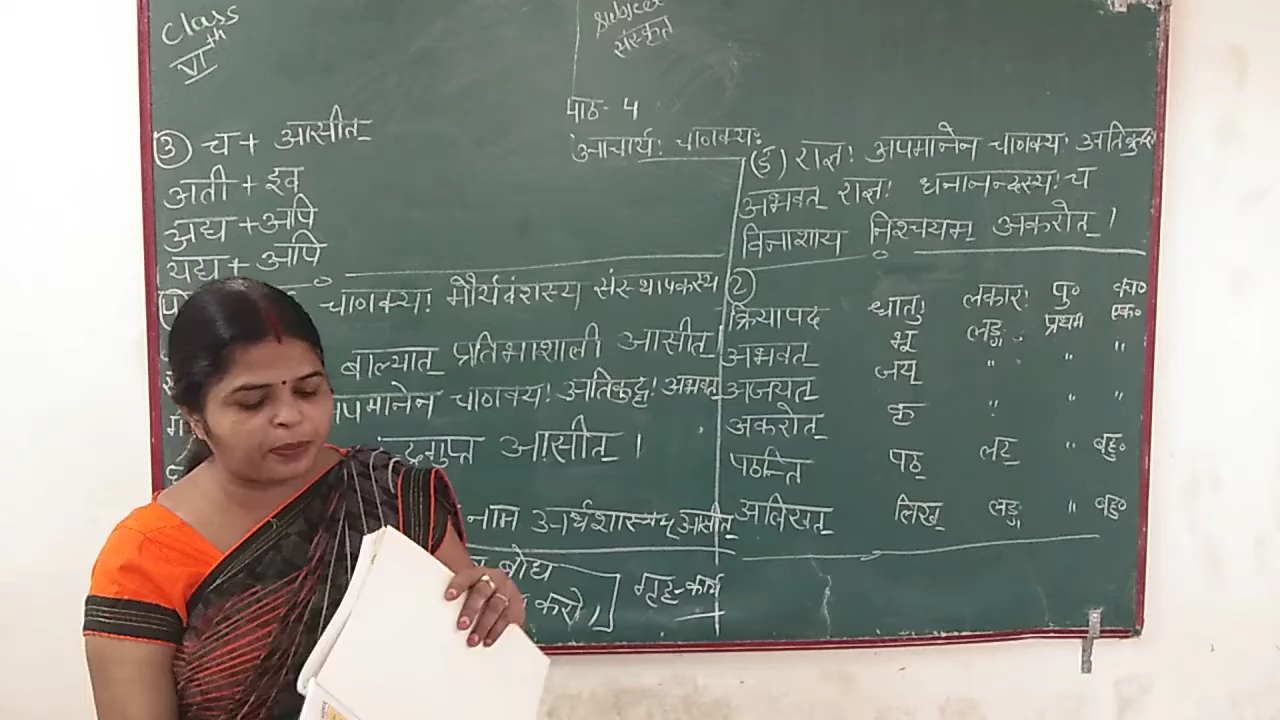 Class
VI th
Subject
संस्कृत
पाठ- 4
आचार्य: चाणक्य:
③ च + आसीत्
अती + इव
अद्य + अपि
यद्य + अपि
चाणक्य: मौर्यवंशस्य संस्थापकस्य
बाल्यात् प्रतिभाशाली आसीत्
पमानेन चाणक्य: अतिक्रुद्ध: अभवत्
द्रगुप्त आसीत् ।
नाम अर्थशास्त्रम् आसीत्
बोध
करो,
गृह-कार्य
(ङ) राज्ञ: अपमानेन चाणक्य: अतिक्रुद्ध:
अभवत् राज्ञ: धनानन्दस्य: च
विनाशाय निश्चयम् अकरोत् ।
②
क्रियापद धातु: लकार: पु० वच०
अभवत् भू लङ् प्रथम एक०
अजयत् जय् " " "
अकरोत् कृ " " "
पठन्ति पठ् लट् " बहु०
अलिखत् लिख् लङ् " बहु०